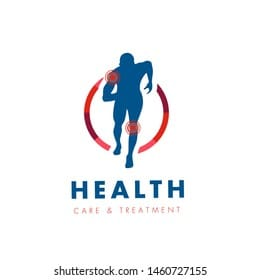 HEALTH
CARE & TREATMENT
shutterstock.com · 1460727155